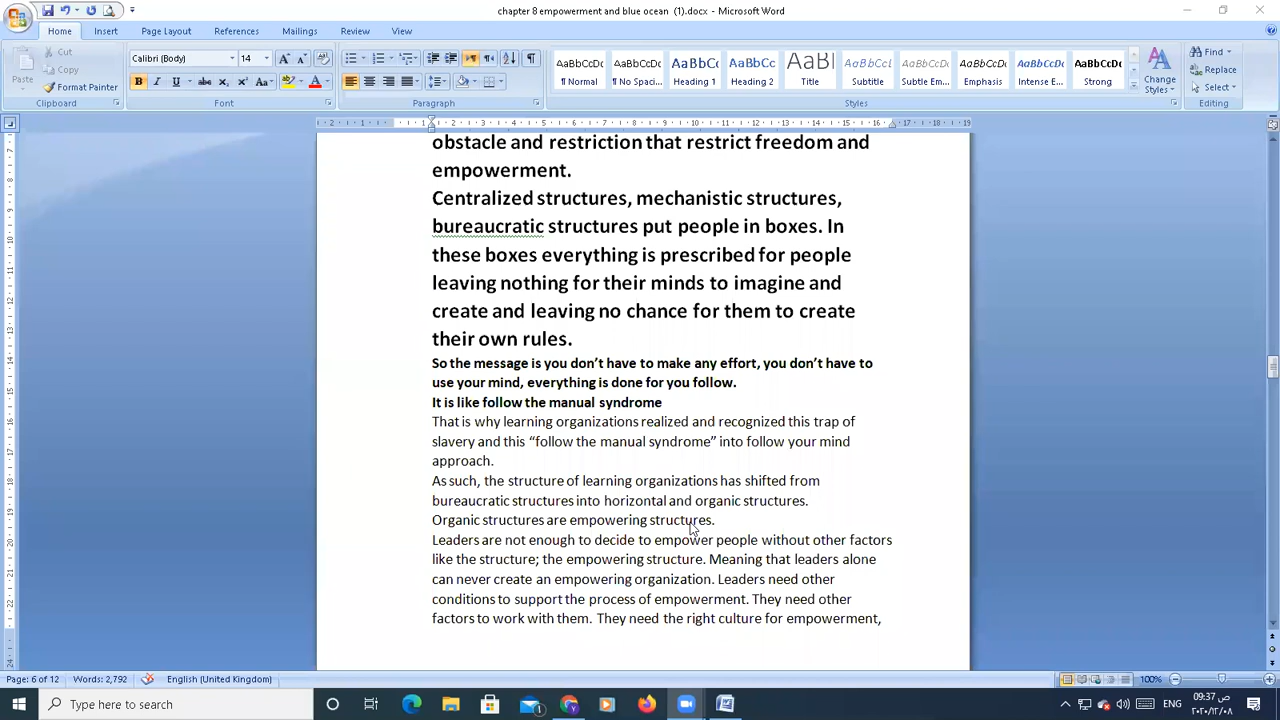 chapter 8 empowerment and blue ocean (1).docx - Microsoft Word
Home Insert Page Layout References Mailings Review View
Cut
Copy
Format Painter
Paste
Clipboard
Calibri (Body) 14
Font
Paragraph
AaBbCcDc AaBbCcDc AaBbCc AaBbCc AaBl AaBbCcl AaBbCcDc AaBbCcDc AaBbCcDc AaBbCcDc
¶ Normal ¶ No Spaci... Heading 1 Heading 2 Title Subtitle Subtle Em... Emphasis Intense E... Strong
Change Styles
Styles
Find
Replace
Select
Editing
obstacle and restriction that restrict freedom and
empowerment.
Centralized structures, mechanistic structures,
bureaucratic structures put people in boxes. In
these boxes everything is prescribed for people
leaving nothing for their minds to imagine and
create and leaving no chance for them to create
their own rules.
So the message is you don't have to make any effort, you don't have to
use your mind, everything is done for you follow.
It is like follow the manual syndrome
That is why learning organizations realized and recognized this trap of
slavery and this “follow the manual syndrome” into follow your mind
approach.
As such, the structure of learning organizations has shifted from
bureaucratic structures into horizontal and organic structures.
Organic structures are empowering structures.
Leaders are not enough to decide to empower people without other factors
like the structure; the empowering structure. Meaning that leaders alone
can never create an empowering organization. Leaders need other
conditions to support the process of empowerment. They need other
factors to work with them. They need the right culture for empowerment,
Page: 6 of 12 Words: 2,792 English (United Kingdom) 100%
Type here to search
ENG 09:37 ص